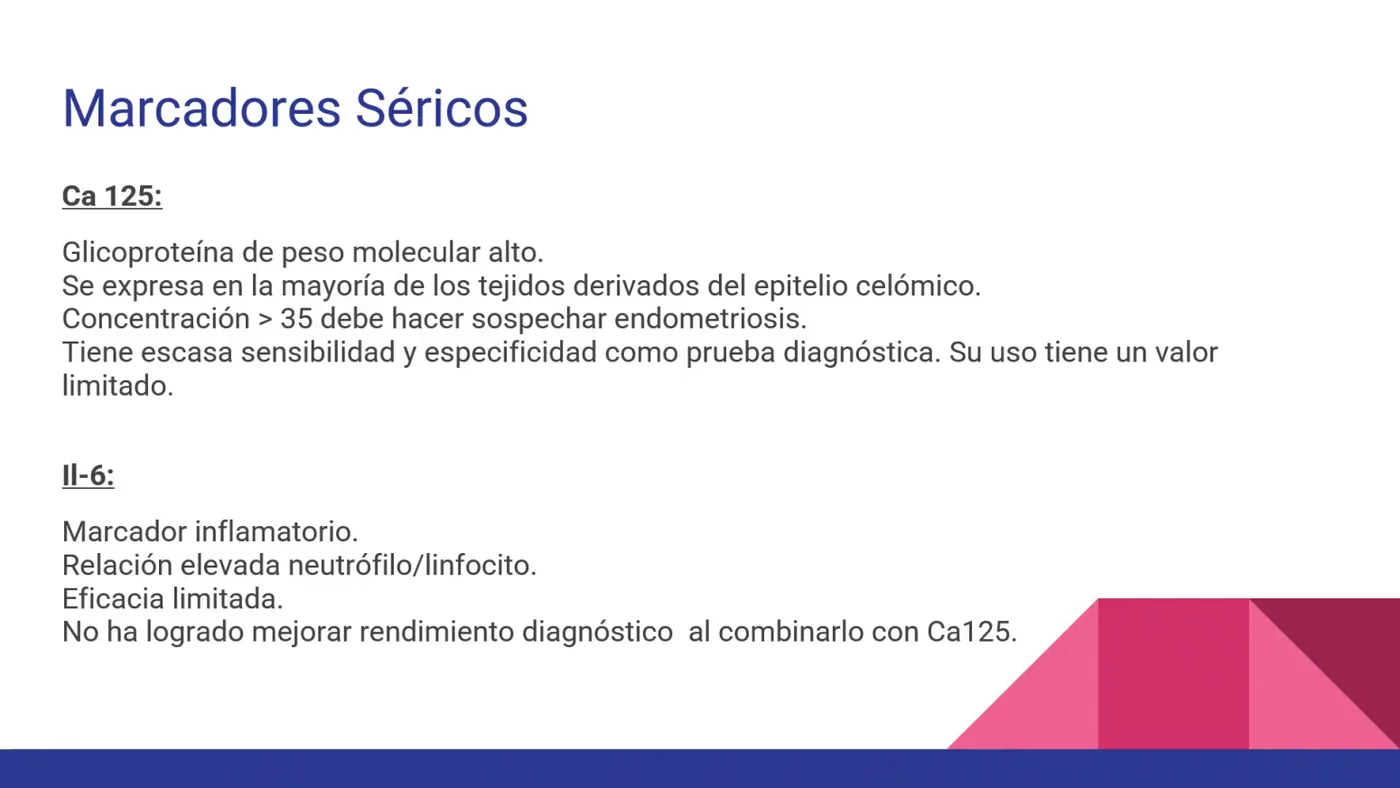 Marcadores Séricos
Ca 125:
Glicoproteína de peso molecular alto.
Se expresa en la mayoría de los tejidos derivados del epitelio celómico.
Concentración > 35 debe hacer sospechar endometriosis.
Tiene escasa sensibilidad y especificidad como prueba diagnóstica. Su uso tiene un valor
limitado.
Il-6:
Marcador inflamatorio.
Relación elevada neutrófilo/linfocito.
Eficacia limitada.
No ha logrado mejorar rendimiento diagnóstico  al combinarlo con Ca125.